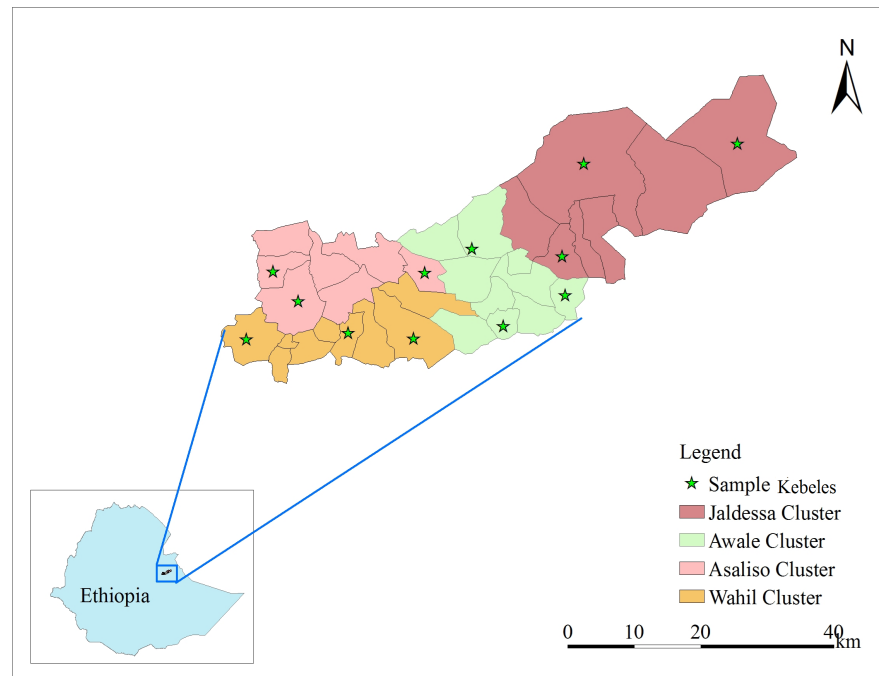 N
Legend
Sample Kebeles
Jaldessa Cluster
Awale Cluster
Asaliso Cluster
Wahil Cluster
Ethiopia
0 10 20 40
km